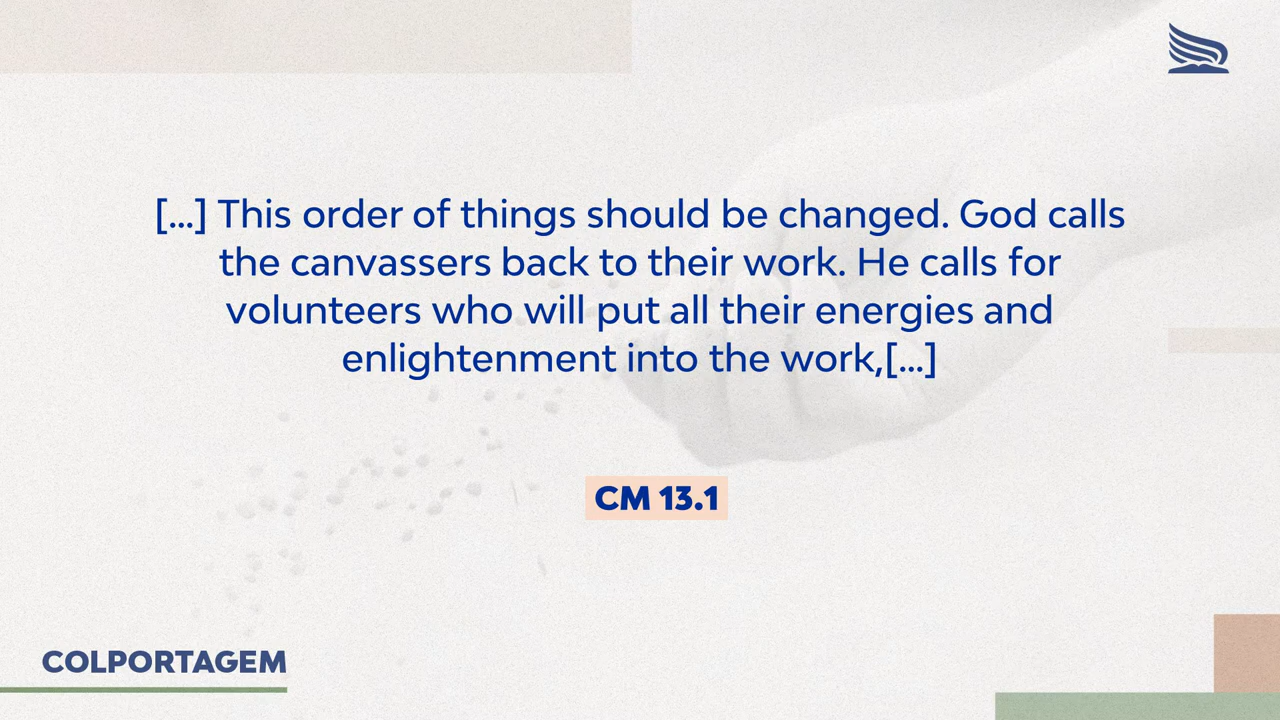 [...] This order of things should be changed. God calls
the canvassers back to their work. He calls for
volunteers who will put all their energies and
enlightenment into the work,[...]
CM 13.1
COLPORTAGEM